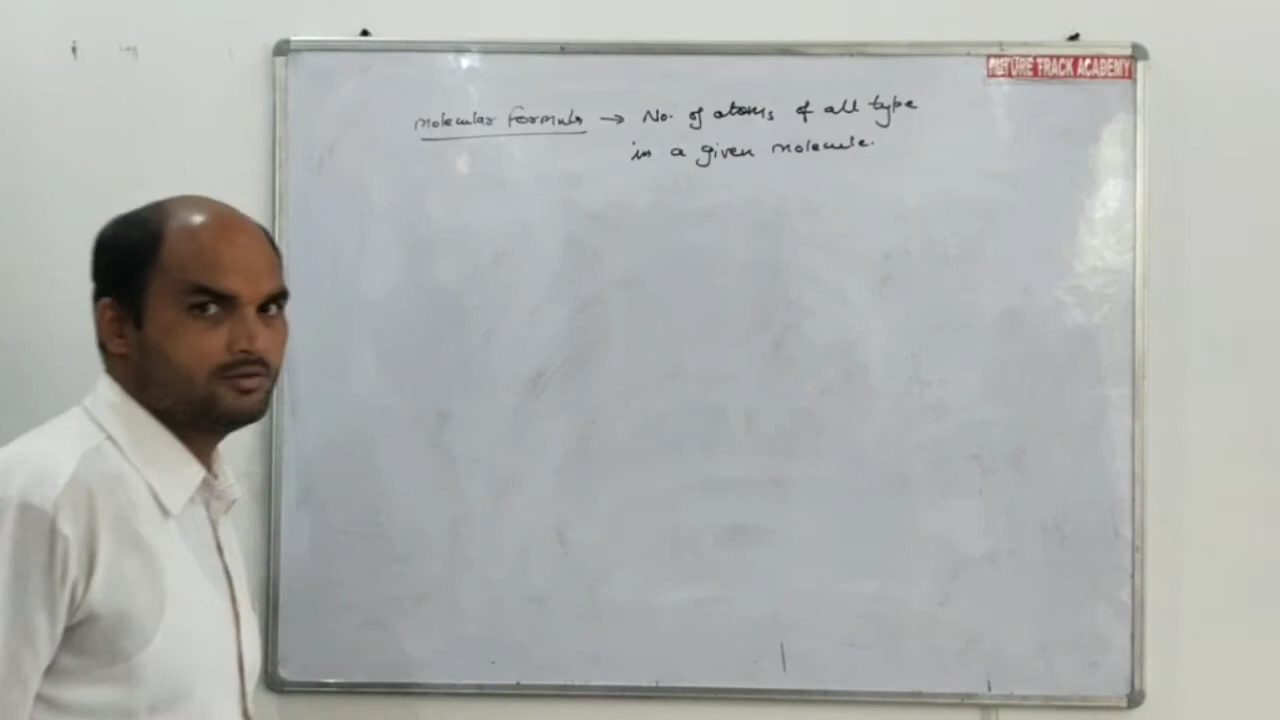 FUTURE TRACK ACADEMY
molecular formula → No. of atoms of all type
in a given molecule.